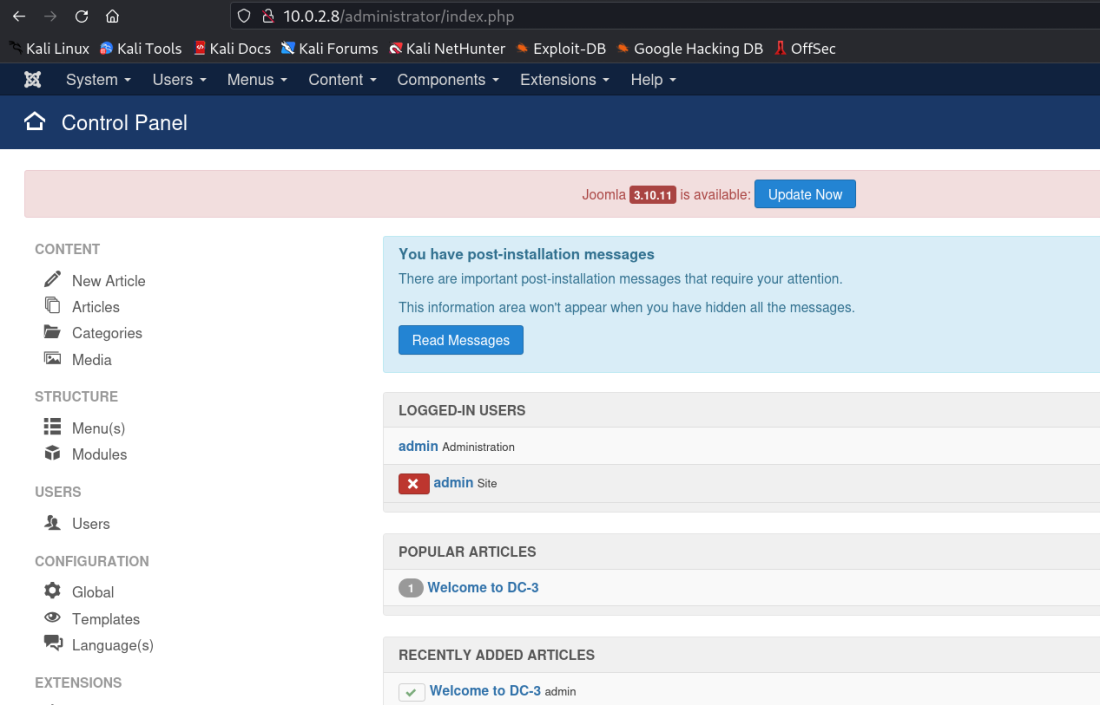 10.0.2.8/administrator/index.php
Kali Linux Kali Tools Kali Docs Kali Forums Kali NetHunter Exploit-DB Google Hacking DB OffSec
System Users Menus Content Components Extensions Help
Control Panel
Joomla 3.10.11 is available: Update Now
CONTENT
New Article
Articles
Categories
Media
STRUCTURE
Menu(s)
Modules
USERS
Users
CONFIGURATION
Global
Templates
Language(s)
EXTENSIONS
You have post-installation messages
There are important post-installation messages that require your attention.
This information area won't appear when you have hidden all the messages.
Read Messages
LOGGED-IN USERS
admin Administration
admin Site
POPULAR ARTICLES
1 Welcome to DC-3
RECENTLY ADDED ARTICLES
Welcome to DC-3 admin